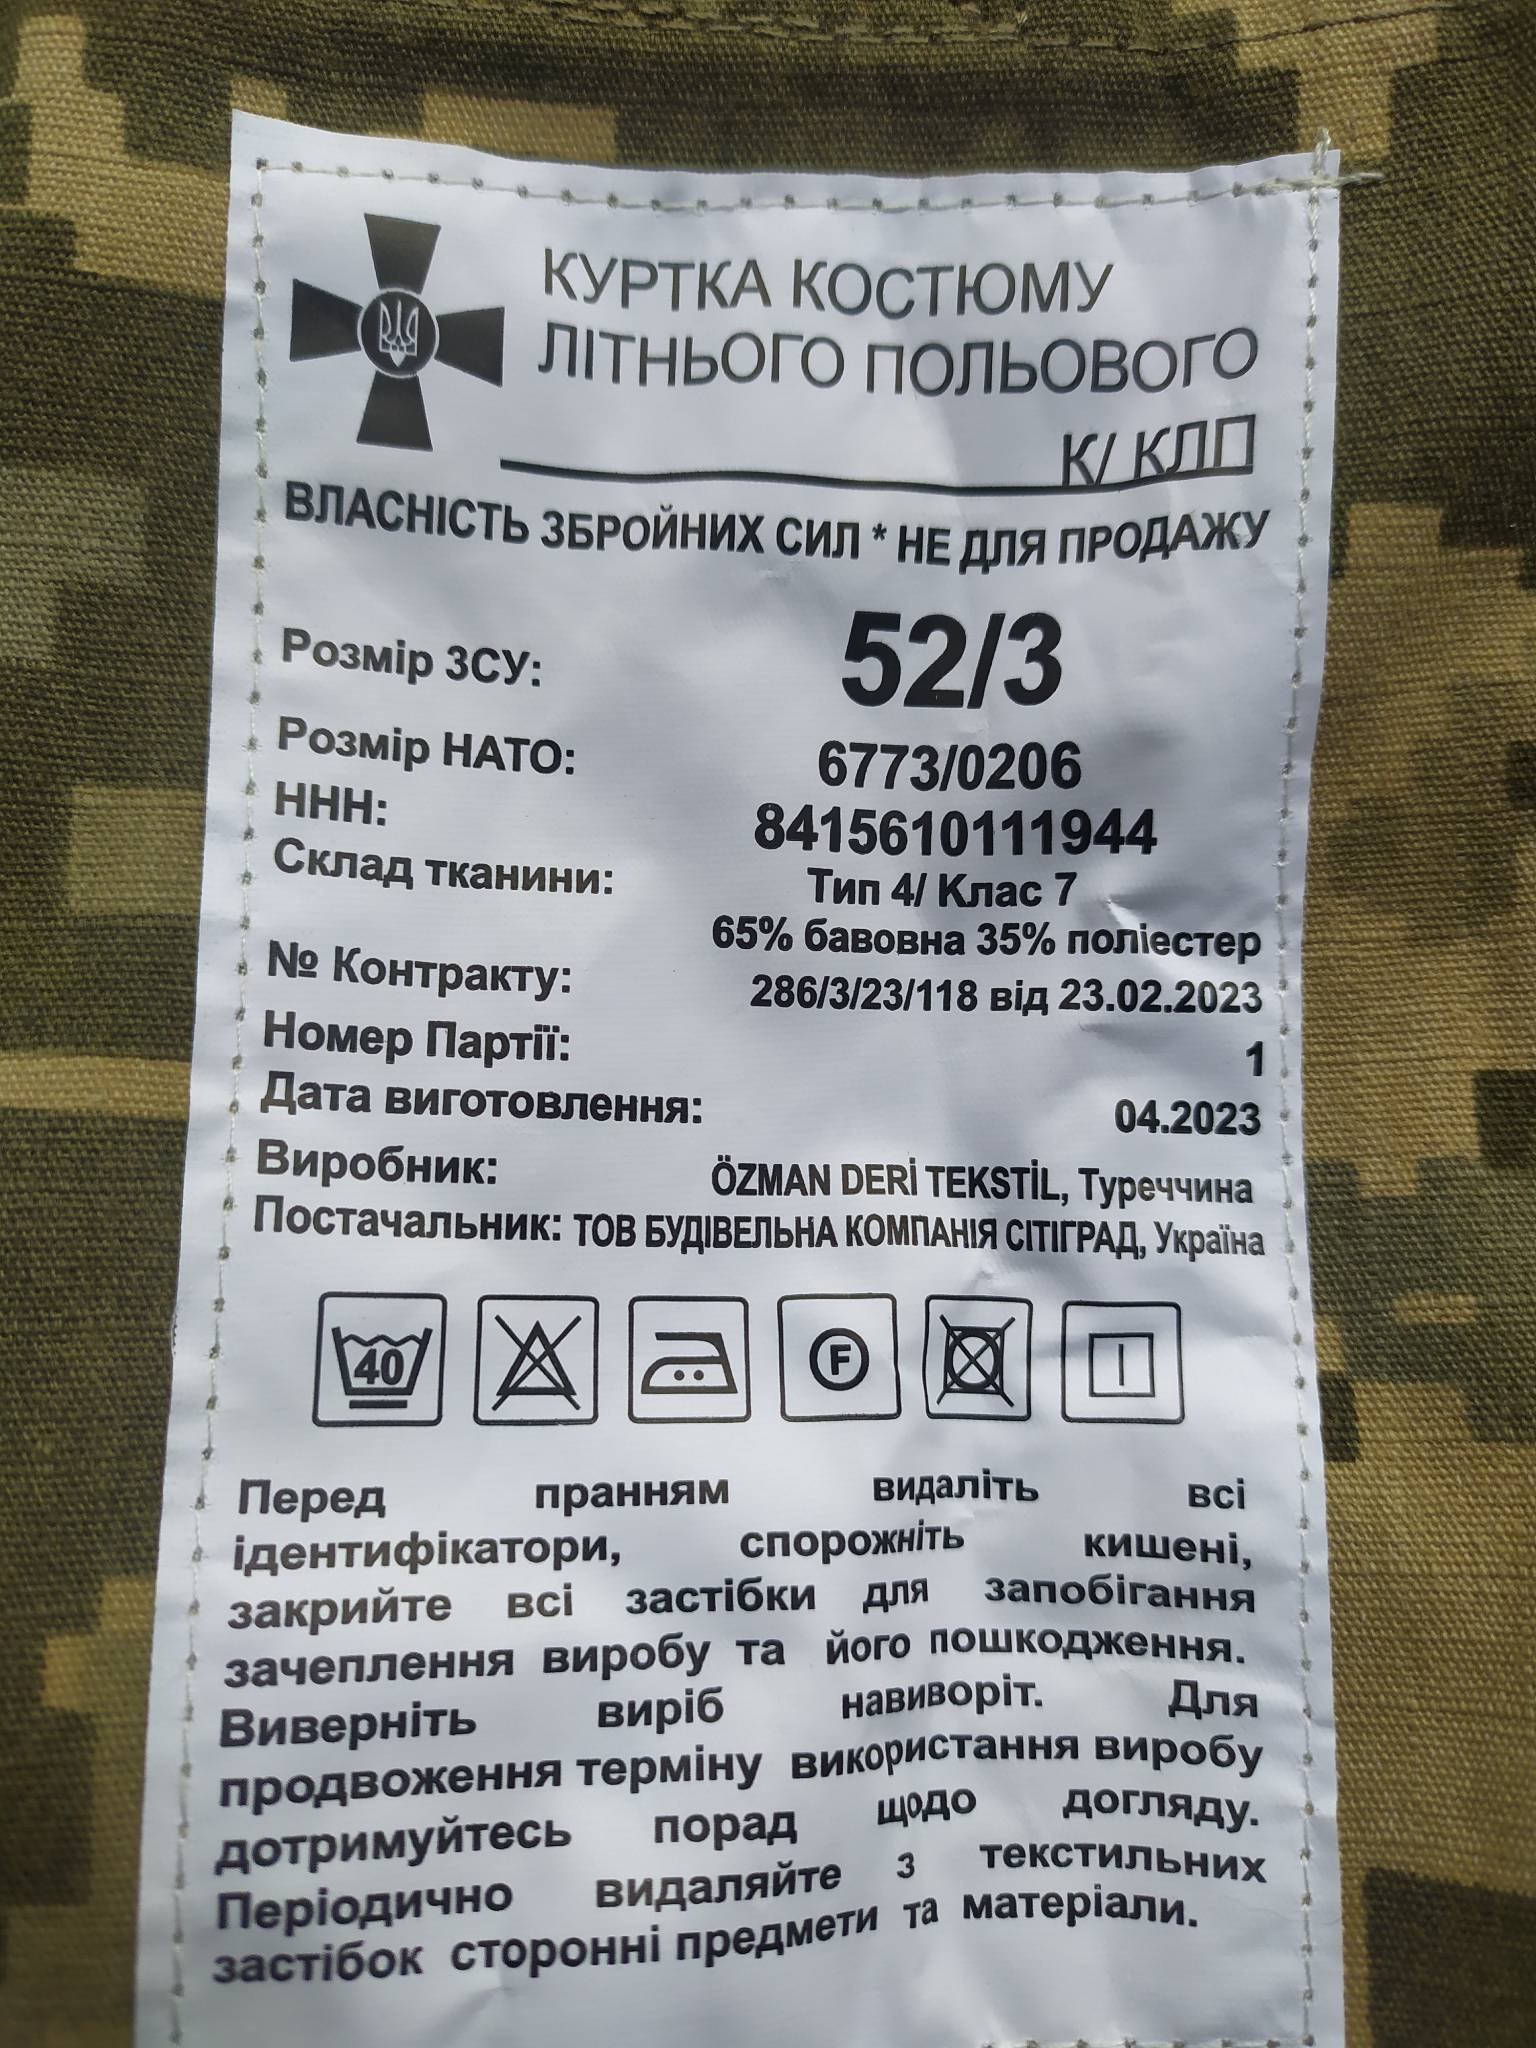 КУРТКА КОСТЮМУ
ЛІТНЬОГО ПОЛЬОВОГО
К/ КЛП
ВЛАСНІСТЬ ЗБРОЙНИХ СИЛ * НЕ ДЛЯ ПРОДАЖУ
Розмір ЗСУ: 52/3
Розмір НАТО: 6773/0206
ННН: 8415610111944
Склад тканини: Тип 4/ Клас 7
65% бавовна 35% поліестер
№ Контракту: 286/3/23/118 від 23.02.2023
Номер Партії: 1
Дата виготовлення: 04.2023
Виробник: ÖZMAN DERİ TEKSTİL, Туреччина
Постачальник: ТОВ БУДІВЕЛЬНА КОМПАНІЯ СІТІГРАД, Україна
40 F
Перед пранням видаліть всі
ідентифікатори, спорожніть кишені,
закрийте всі застібки для запобігання
зачеплення виробу та його пошкодження.
Виверніть виріб навиворіт. Для
продвоження терміну використання виробу
дотримуйтесь порад щодо догляду.
Періодично видаляйте з текстильних
застібок сторонні предмети та матеріали.